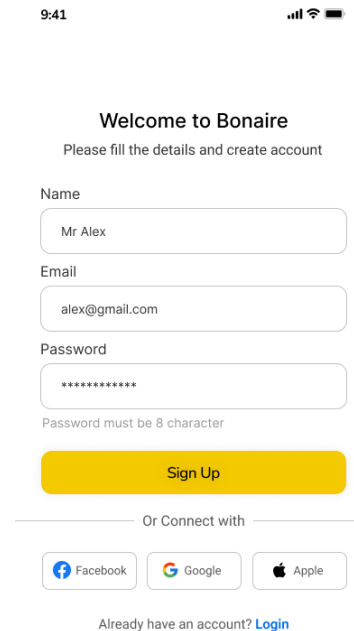 9:41
Welcome to Bonaire
Please fill the details and create account
Name
Mr Alex
Email
alex@gmail.com
Password
************
Password must be 8 character
Sign Up
Or Connect with
Facebook Google Apple
Already have an account? Login